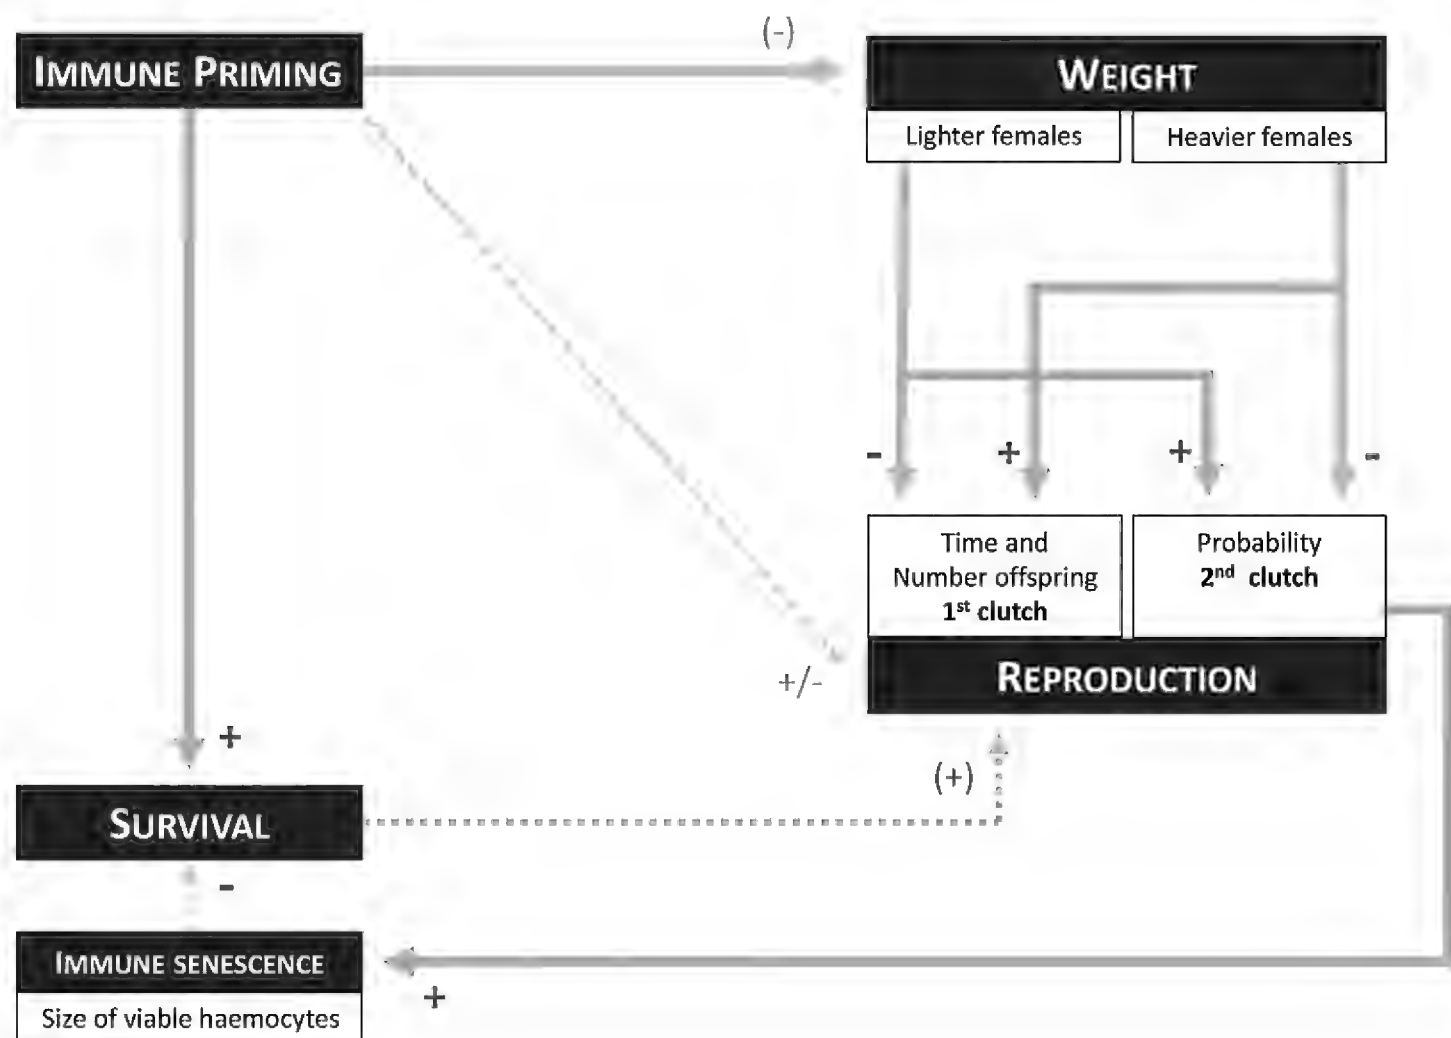 (-)
IMMUNE PRIMING
WEIGHT
Lighter females
Heavier females
-
+
+
-
Time and
Number offspring
1st clutch
Probability
2nd clutch
+/-
REPRODUCTION
+
(+)
SURVIVAL
-
IMMUNE SENESCENCE
+
Size of viable haemocytes